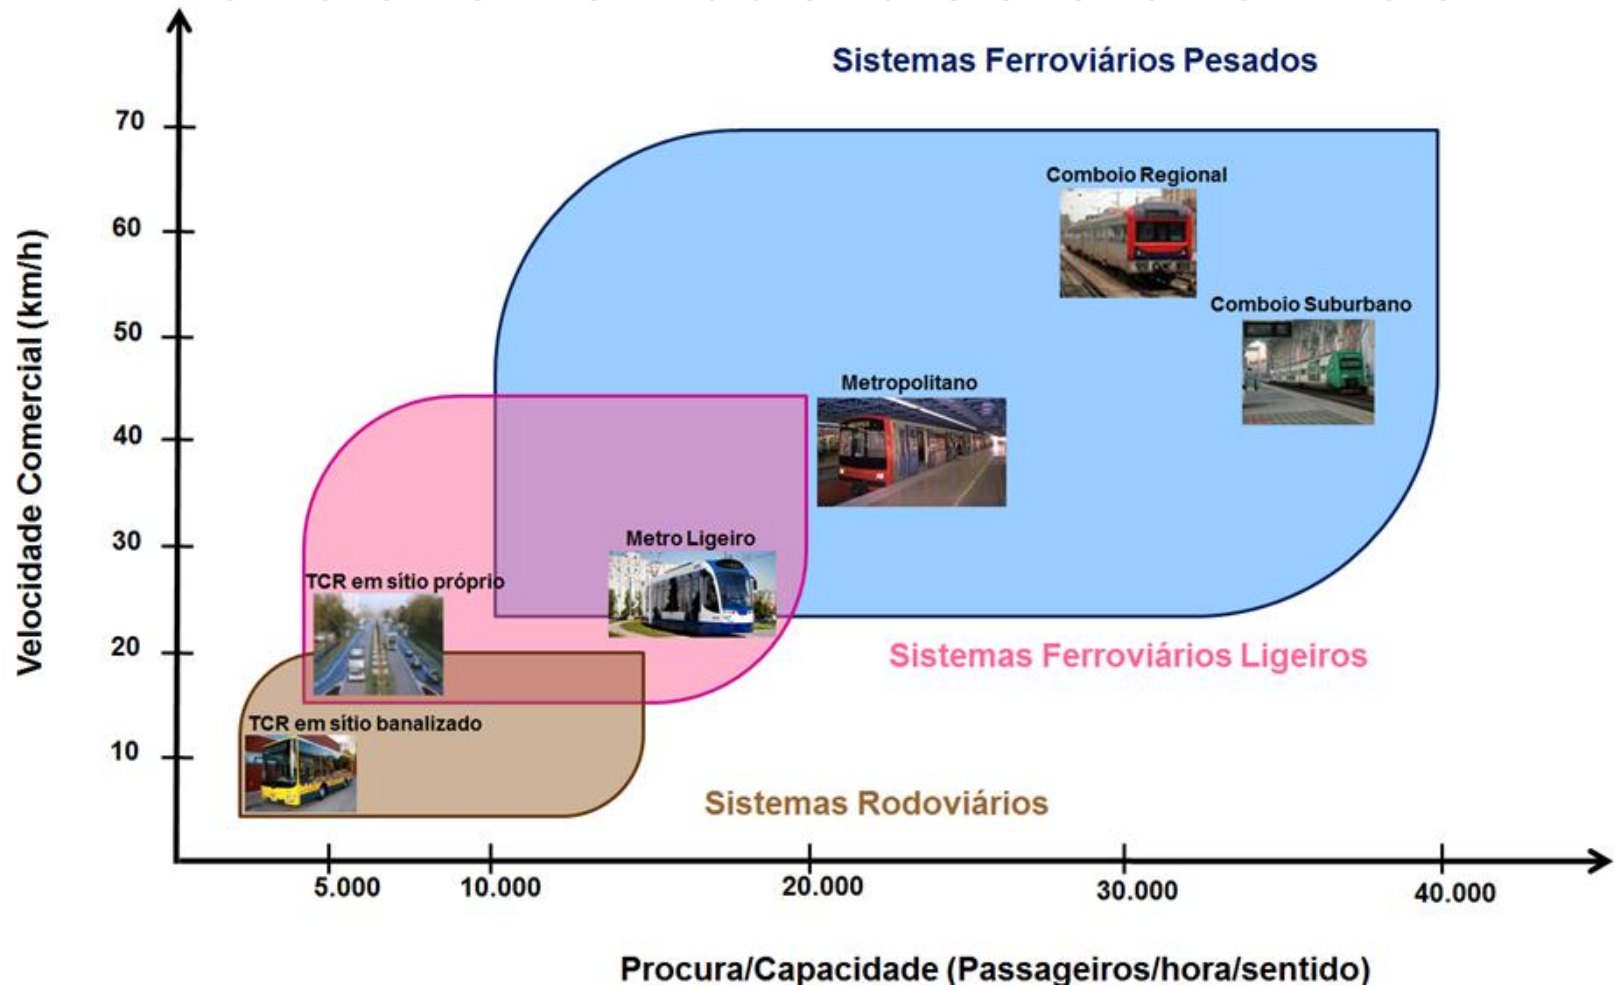 Sistemas Ferroviários Pesados
70
Comboio Regional
60
Comboio Suburbano
50
Metropolitano
40
Metro Ligeiro
30
TCR em sítio próprio
20
Sistemas Ferroviários Ligeiros
TCR em sítio banalizado
10
Sistemas Rodoviários
Velocidade Comercial (km/h)
5.000 10.000 20.000 30.000 40.000
Procura/Capacidade (Passageiros/hora/sentido)